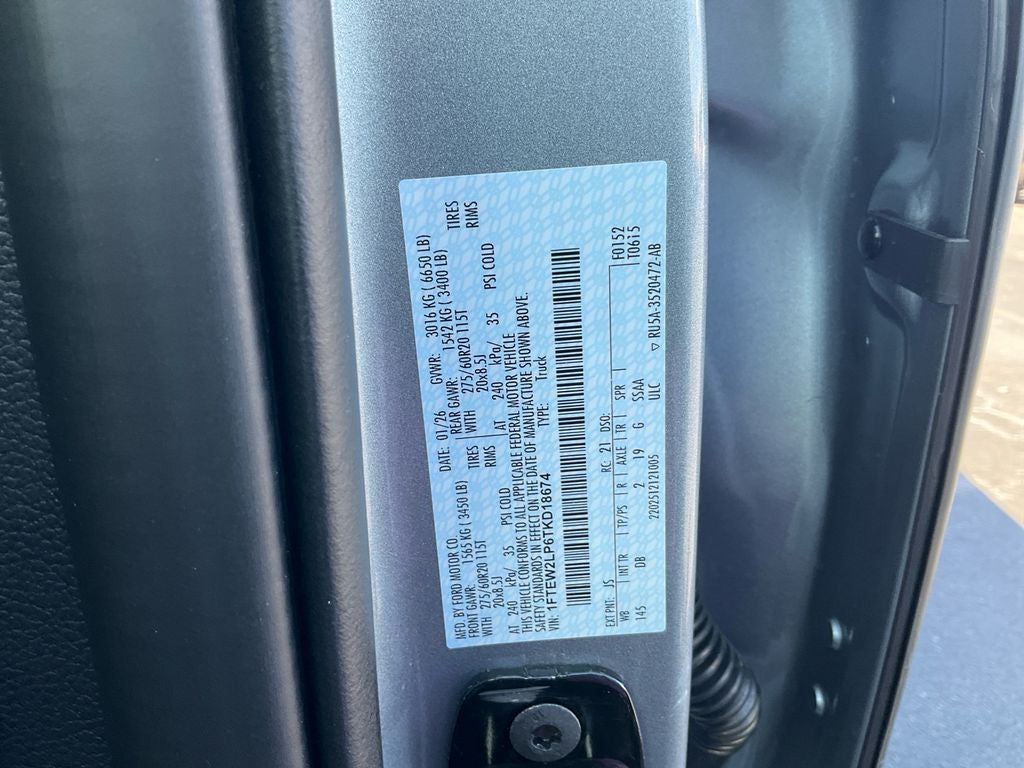 MFD. BY FORD MOTOR CO. DATE: 01/26 GVWR: 3016 KG ( 6650 LB)
FRONT GAWR: 1565 KG ( 3450 LB) REAR GAWR: 1542 KG ( 3400 LB)
WITH 275/60R20 115T TIRES WITH 275/60R20 115T TIRES
20x8.5J RIMS 20x8.5J RIMS
AT 240 kPa/ 35 PSI COLD AT 240 kPa/ 35 PSI COLD
THIS VEHICLE CONFORMS TO ALL APPLICABLE FEDERAL MOTOR VEHICLE
SAFETY STANDARDS IN EFFECT ON THE DATE OF MANUFACTURE SHOWN ABOVE.
VIN: 1FTEW2LP6TKD18674 TYPE: Truck
F0152
EXT PNT: JS RC: 21 DSO: T0615
WB INT TR TP/PS R AXLE TR SPR
145 DB 2 19 G SSAA
2202512121005 ULC ▽ RU5A-3520472-AB